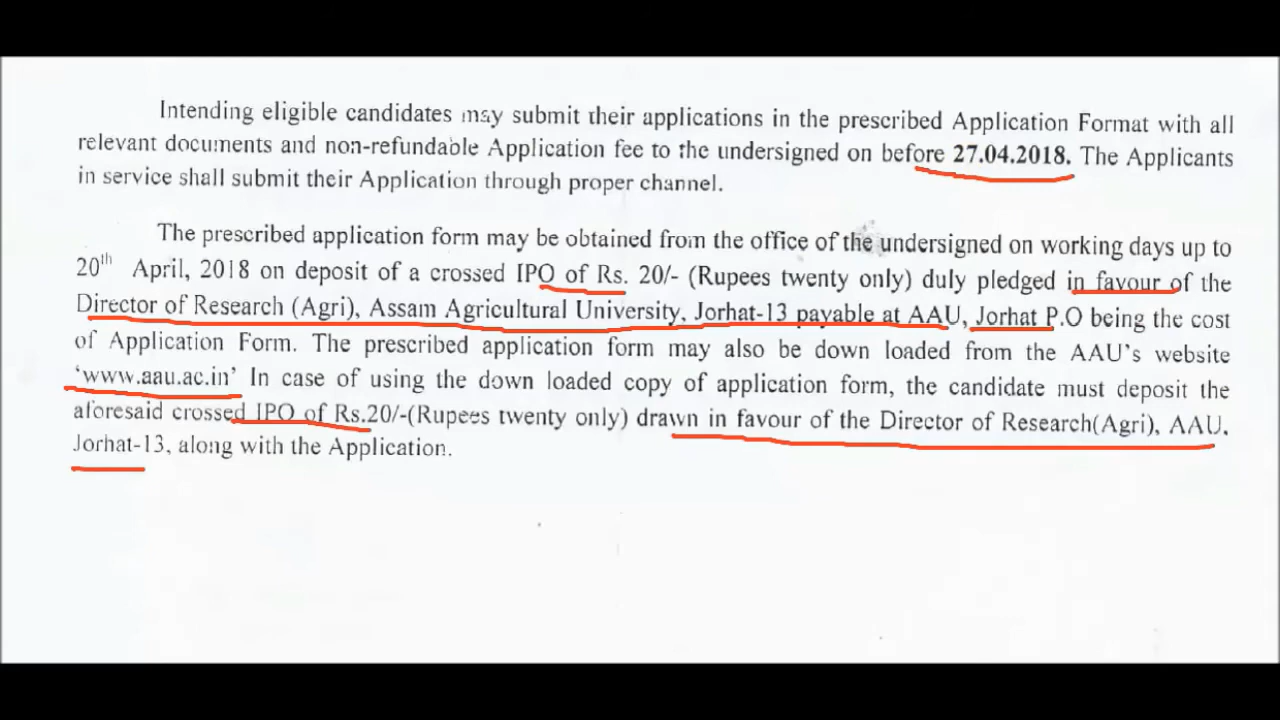 Intending eligible candidates may submit their applications in the prescribed Application Format with all
relevant documents and non-refundable Application fee to the undersigned on before 27.04.2018. The Applicants
in service shall submit their Application through proper channel.
The prescribed application form may be obtained from the office of the undersigned on working days up to
20th April, 2018 on deposit of a crossed IPO of Rs. 20/- (Rupees twenty only) duly pledged in favour of the
Director of Research (Agri), Assam Agricultural University, Jorhat-13 payable at AAU, Jorhat P.O being the cost
of Application Form. The prescribed application form may also be down loaded from the AAU's website
'www.aau.ac.in' In case of using the down loaded copy of application form, the candidate must deposit the
aforesaid crossed IPO of Rs.20/-(Rupees twenty only) drawn in favour of the Director of Research(Agri), AAU,
Jorhat-13, along with the Application.